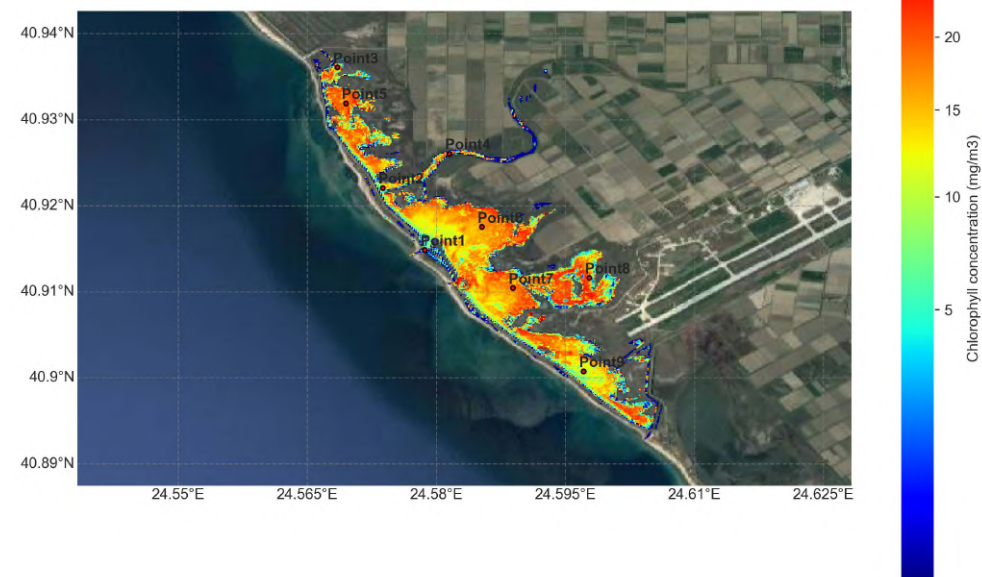 40.94°N
40.93°N
40.92°N
40.91°N
40.9°N
40.89°N
24.55°E
24.565°E
24.58°E
24.595°E
24.61°E
24.625°E
Point3
Point5
Point4
Point2
Point6
Point1
Point7
Point8
Point9
20
15
10
5
Chlorophyll concentration (mg/m3)